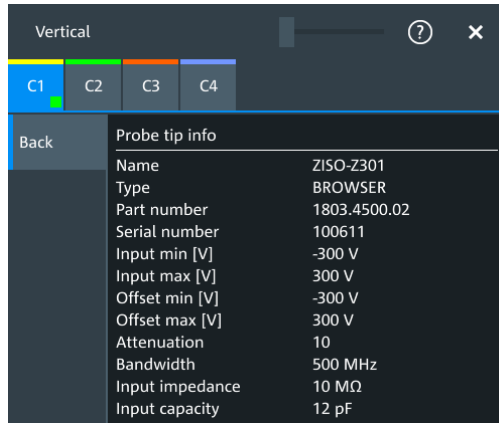 Vertical ? ×
C1 C2 C3 C4
Back
Probe tip info
Name ZISO-Z301
Type BROWSER
Part number 1803.4500.02
Serial number 100611
Input min [V] -300 V
Input max [V] 300 V
Offset min [V] -300 V
Offset max [V] 300 V
Attenuation 10
Bandwidth 500 MHz
Input impedance 10 MΩ
Input capacity 12 pF